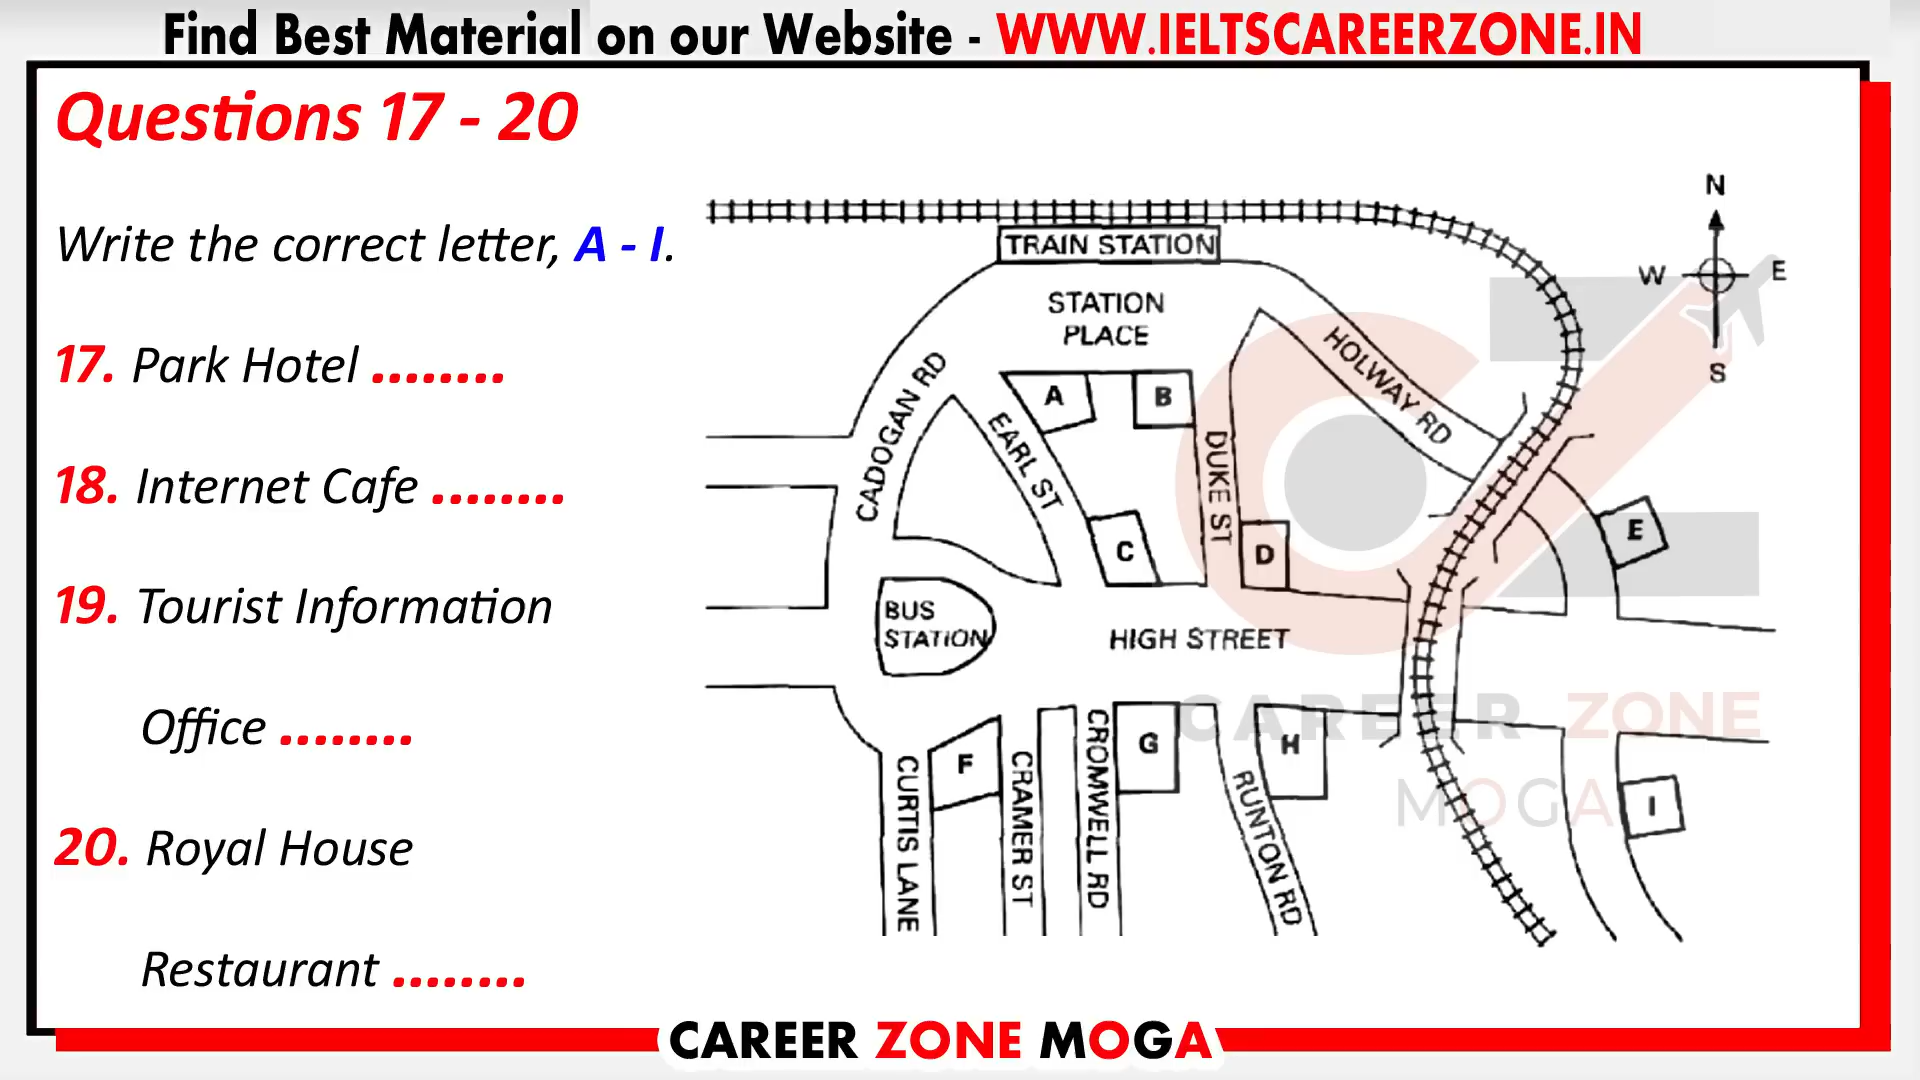 Find Best Material on our Website - WWW.IELTSCAREERZONE.IN
Questions 17 - 20
Write the correct letter, A - I.
17. Park Hotel ........
18. Internet Cafe ........
19. Tourist Information
Office ........
20. Royal House
Restaurant ........
N
W
E
S
TRAIN STATION
STATION
PLACE
HOLWAY RD
CADOGAN RD
EARL ST
A
B
DUKE ST
C
D
E
BUS
STATION
HIGH STREET
F
G
H
I
CURTIS LANE
CRAMER ST
CROMWELL RD
RUNTON RD
CAREER ZONE
MOGA
CAREER ZONE MOGA